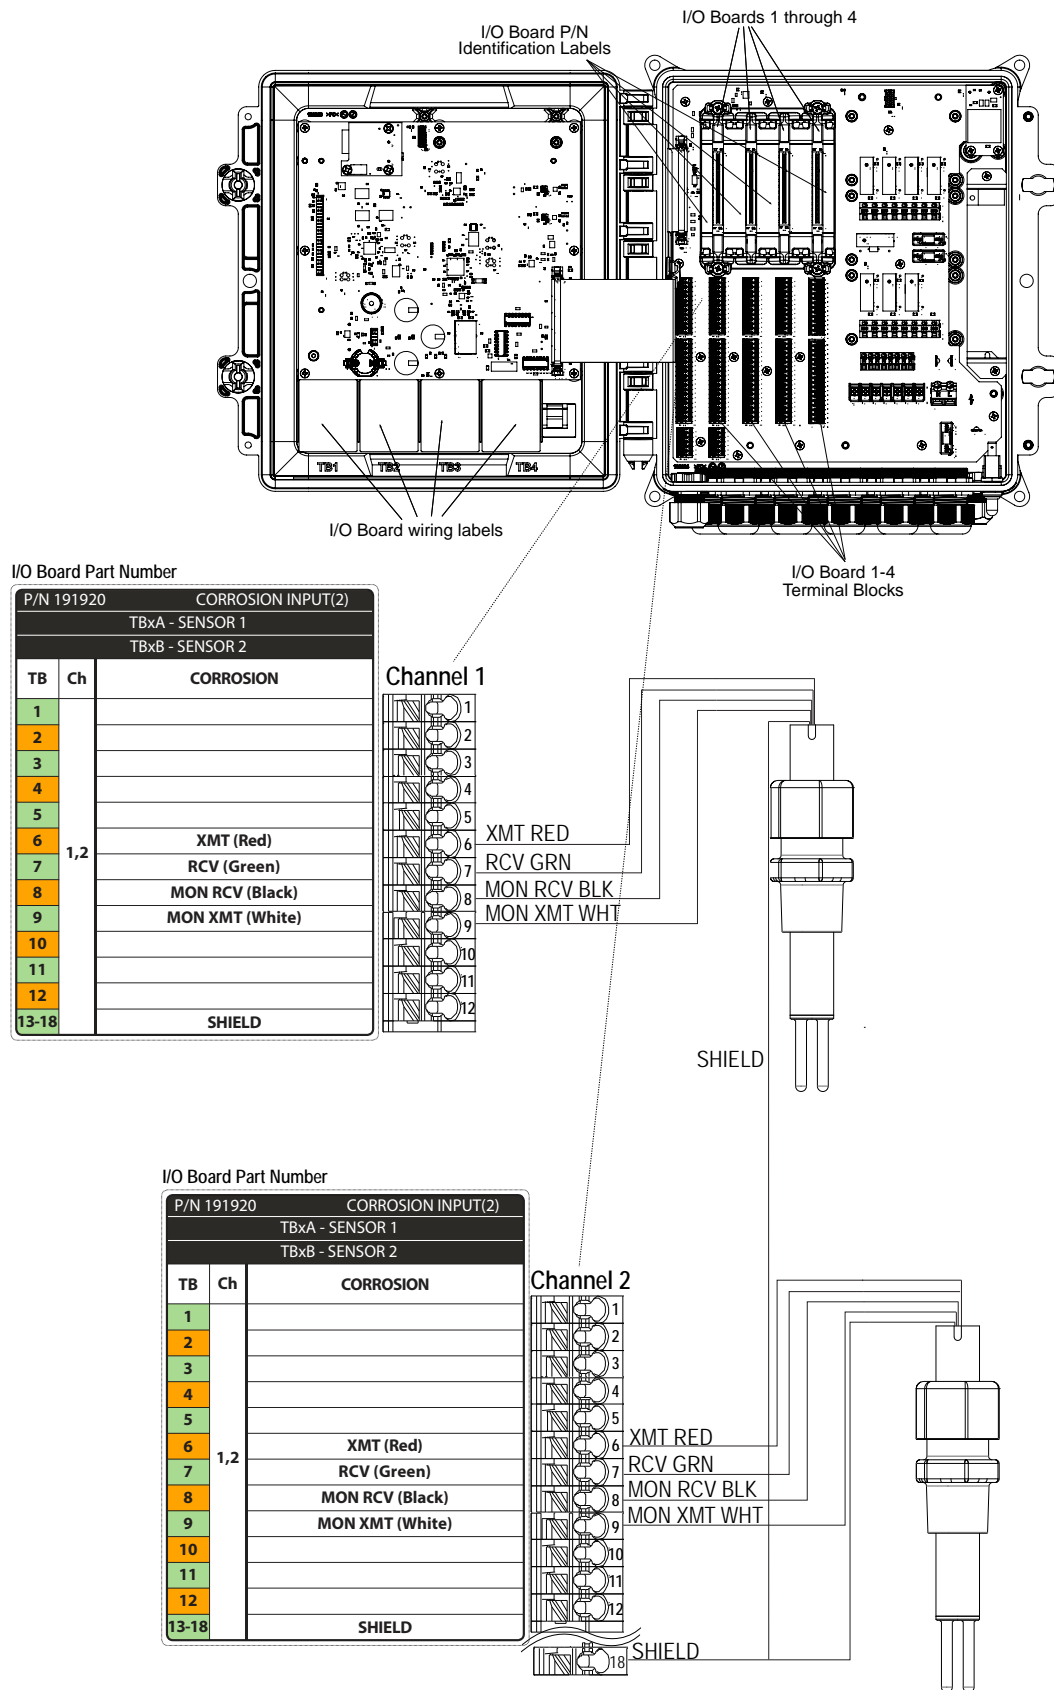 I/O Boards 1 through 4
I/O Board P/N
Identification Labels
TB1
TB2
TB3
TB4
I/O Board wiring labels
I/O Board 1-4
Terminal Blocks
I/O Board Part Number
P/N 191920 CORROSION INPUT(2)
TBxA - SENSOR 1
TBxB - SENSOR 2
TB Ch CORROSION
1
2
3
4
5
6 XMT (Red)
1,2
7 RCV (Green)
8 MON RCV (Black)
9 MON XMT (White)
10
11
12
13-18 SHIELD
Channel 1
1
2
3
4
5
6
7
8
9
10
11
12
XMT RED
RCV GRN
MON RCV BLK
MON XMT WHT
SHIELD
I/O Board Part Number
P/N 191920 CORROSION INPUT(2)
TBxA - SENSOR 1
TBxB - SENSOR 2
TB Ch CORROSION
1
2
3
4
5
6 XMT (Red)
1,2
7 RCV (Green)
8 MON RCV (Black)
9 MON XMT (White)
10
11
12
13-18 SHIELD
Channel 2
1
2
3
4
5
6
7
8
9
10
11
12
18
XMT RED
RCV GRN
MON RCV BLK
MON XMT WHT
SHIELD